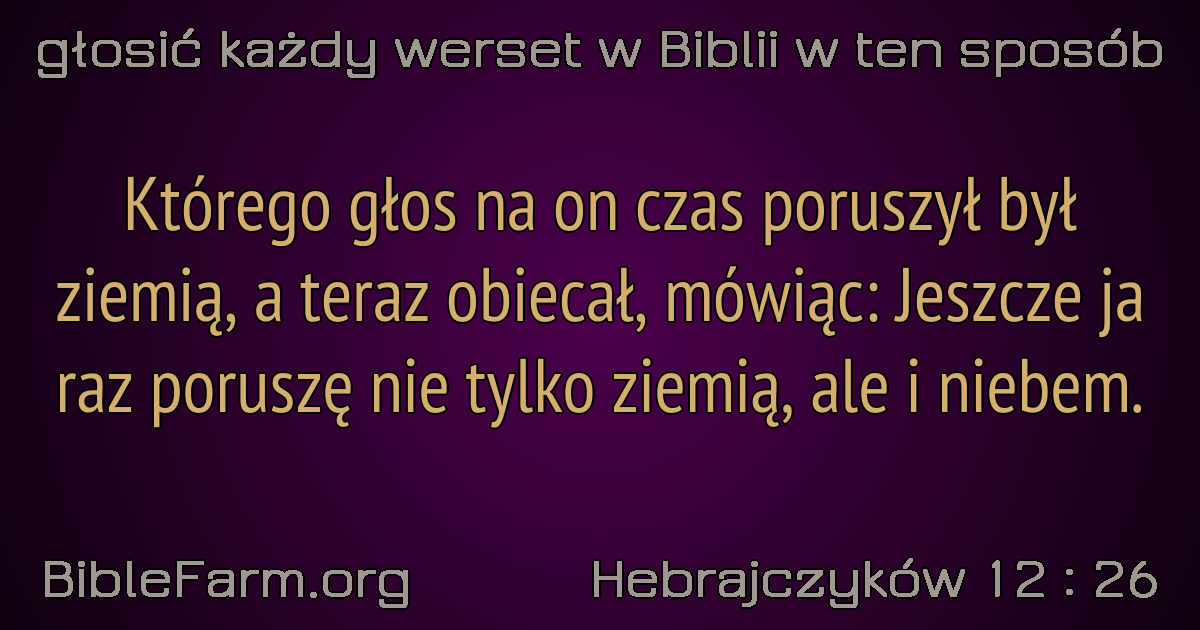 głosić każdy werset w Biblii w ten sposób
Którego głos na on czas poruszył był
ziemią, a teraz obiecał, mówiąc: Jeszcze ja
raz poruszę nie tylko ziemią, ale i niebem.
BibleFarm.org
Hebrajczyków 12 : 26